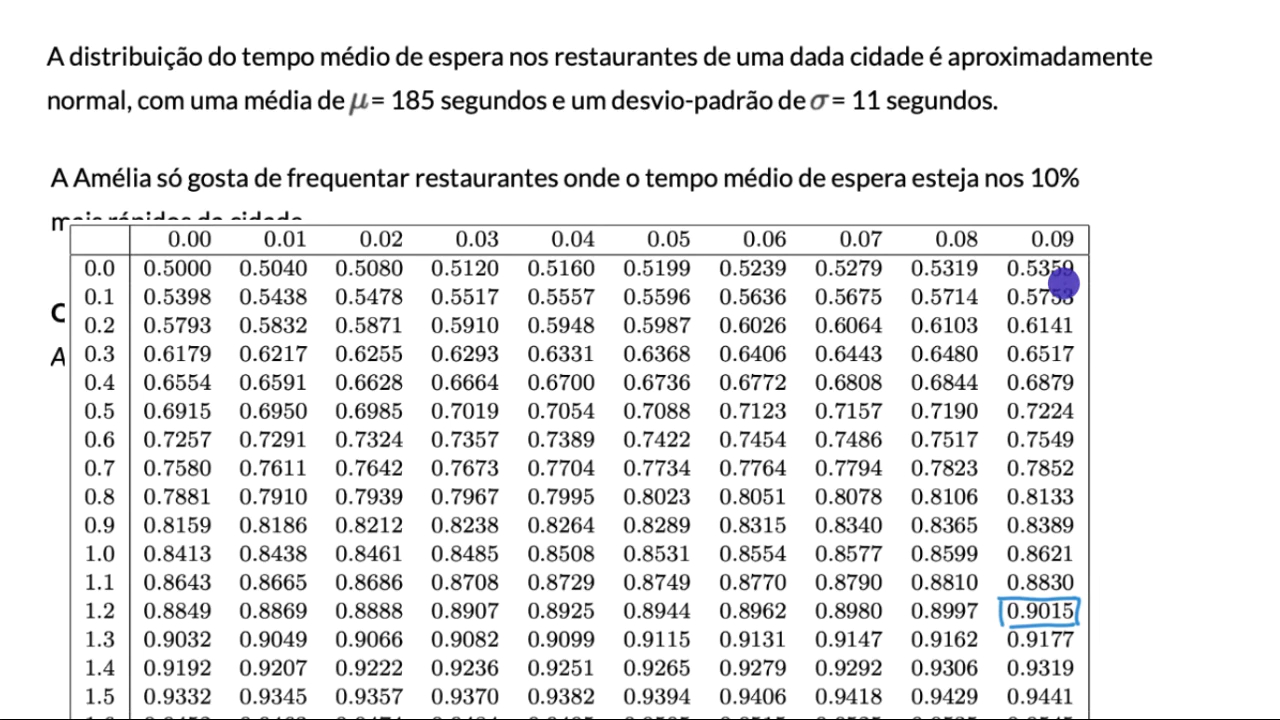 A distribuição do tempo médio de espera nos restaurantes de uma dada cidade é aproximadamente
normal, com uma média de μ = 185 segundos e um desvio-padrão de σ = 11 segundos.
A Amélia só gosta de frequentar restaurantes onde o tempo médio de espera esteja nos 10%
mais rápidos da cidade
0.00 0.01 0.02 0.03 0.04 0.05 0.06 0.07 0.08 0.09
0.0 0.5000 0.5040 0.5080 0.5120 0.5160 0.5199 0.5239 0.5279 0.5319 0.5359
0.1 0.5398 0.5438 0.5478 0.5517 0.5557 0.5596 0.5636 0.5675 0.5714 0.5753
0.2 0.5793 0.5832 0.5871 0.5910 0.5948 0.5987 0.6026 0.6064 0.6103 0.6141
0.3 0.6179 0.6217 0.6255 0.6293 0.6331 0.6368 0.6406 0.6443 0.6480 0.6517
0.4 0.6554 0.6591 0.6628 0.6664 0.6700 0.6736 0.6772 0.6808 0.6844 0.6879
0.5 0.6915 0.6950 0.6985 0.7019 0.7054 0.7088 0.7123 0.7157 0.7190 0.7224
0.6 0.7257 0.7291 0.7324 0.7357 0.7389 0.7422 0.7454 0.7486 0.7517 0.7549
0.7 0.7580 0.7611 0.7642 0.7673 0.7704 0.7734 0.7764 0.7794 0.7823 0.7852
0.8 0.7881 0.7910 0.7939 0.7967 0.7995 0.8023 0.8051 0.8078 0.8106 0.8133
0.9 0.8159 0.8186 0.8212 0.8238 0.8264 0.8289 0.8315 0.8340 0.8365 0.8389
1.0 0.8413 0.8438 0.8461 0.8485 0.8508 0.8531 0.8554 0.8577 0.8599 0.8621
1.1 0.8643 0.8665 0.8686 0.8708 0.8729 0.8749 0.8770 0.8790 0.8810 0.8830
1.2 0.8849 0.8869 0.8888 0.8907 0.8925 0.8944 0.8962 0.8980 0.8997 0.9015
1.3 0.9032 0.9049 0.9066 0.9082 0.9099 0.9115 0.9131 0.9147 0.9162 0.9177
1.4 0.9192 0.9207 0.9222 0.9236 0.9251 0.9265 0.9279 0.9292 0.9306 0.9319
1.5 0.9332 0.9345 0.9357 0.9370 0.9382 0.9394 0.9406 0.9418 0.9429 0.9441